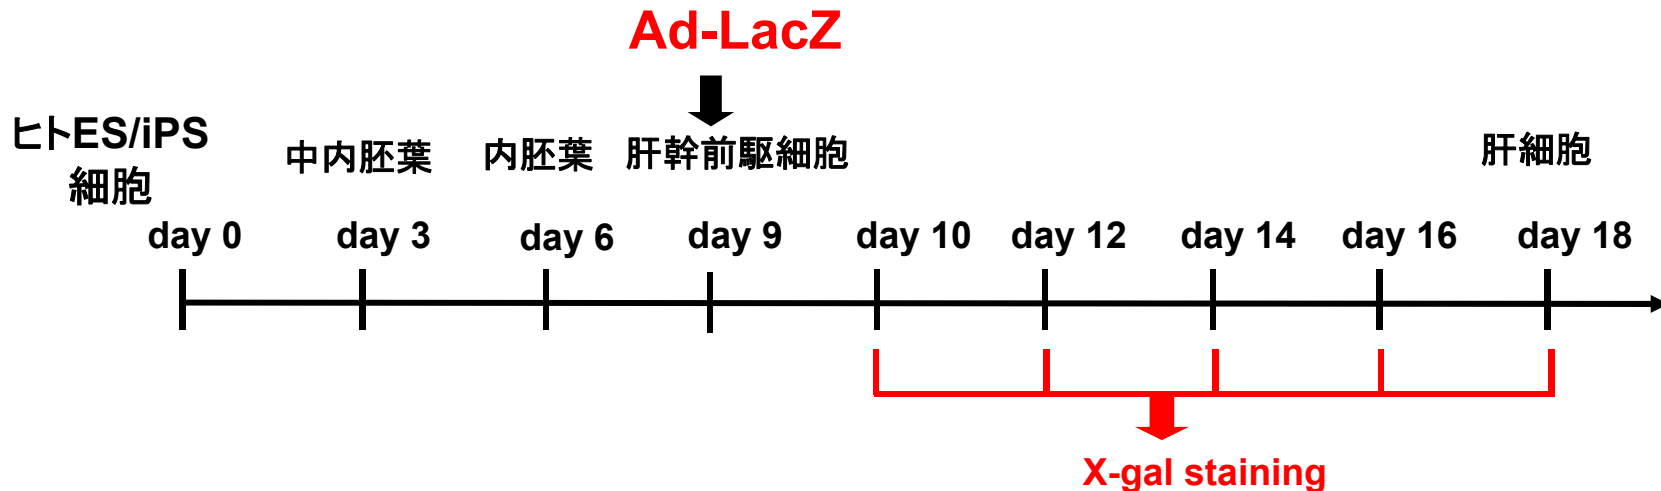 Ad-LacZ
ヒトES/iPS
細胞
中内胚葉
内胚葉
肝幹前駆細胞
肝細胞
day 0
day 3
day 6
day 9
day 10
day 12
day 14
day 16
day 18
X-gal staining